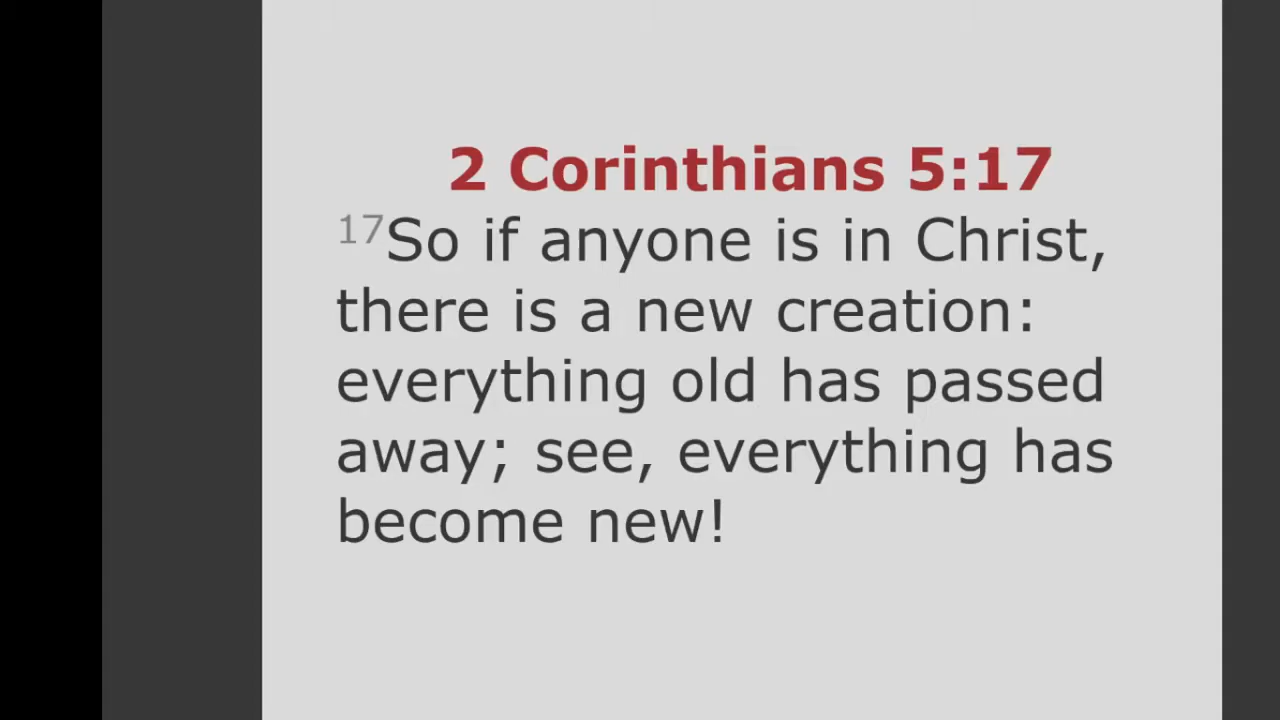 2 Corinthians 5:17
17So if anyone is in Christ,
there is a new creation:
everything old has passed
away; see, everything has
become new!